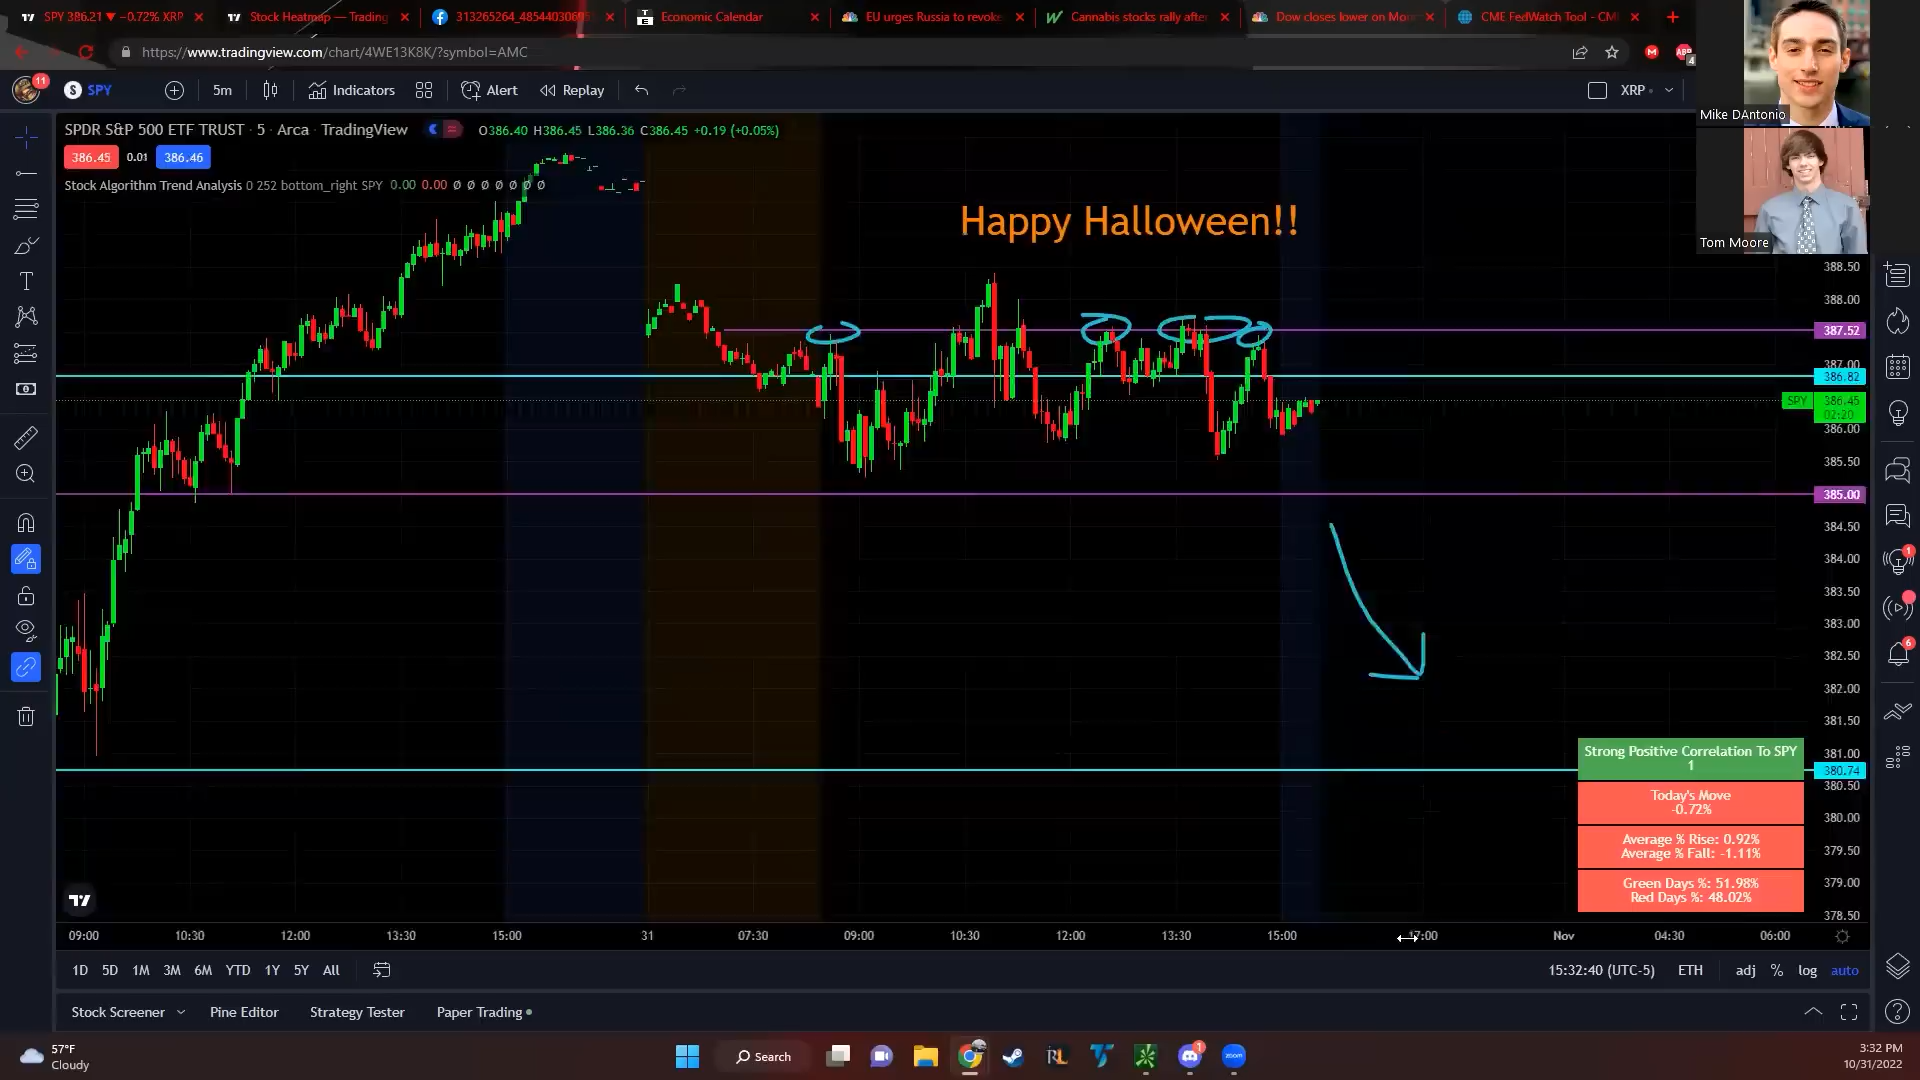 SPY 386.21 ▼ −0.72% XRP
Stock Heatmap — Trading
313265264_485440306
Economic Calendar
EU urges Russia to revoke
Cannabis stocks rally after
Dow closes lower on Mon
CME FedWatch Tool - CM
https://www.tradingview.com/chart/4WE13K8K/?symbol=AMC
11
SPY
5m
Indicators
Alert
Replay
XRP
Mike DAntonio
Tom Moore
SPDR S&P 500 ETF TRUST · 5 · Arca · TradingView
O386.40 H386.45 L386.36 C386.45 +0.19 (+0.05%)
386.45 0.01 386.46
Stock Algorithm Trend Analysis 0 252 bottom_right SPY 0.00 0.00 Ø Ø Ø Ø Ø Ø Ø
Happy Halloween!!
388.50
388.00
387.52
387.00
386.82
SPY 386.45
02:20
386.00
385.50
385.00
384.50
384.00
383.50
383.00
382.50
382.00
381.50
381.00
380.74
380.50
380.00
379.50
379.00
378.50
Strong Positive Correlation To SPY
1
Today's Move
-0.72%
Average % Rise: 0.92%
Average % Fall: -1.11%
Green Days %: 51.98%
Red Days %: 48.02%
09:00 10:30 12:00 13:30 15:00 31 07:30 09:00 10:30 12:00 13:30 15:00 17:00 Nov 04:30 06:00
1D 5D 1M 3M 6M YTD 1Y 5Y All
15:32:40 (UTC-5) ETH adj % log auto
Stock Screener Pine Editor Strategy Tester Paper Trading
57°F
Cloudy
Search
zoom
3:32 PM
10/31/2022